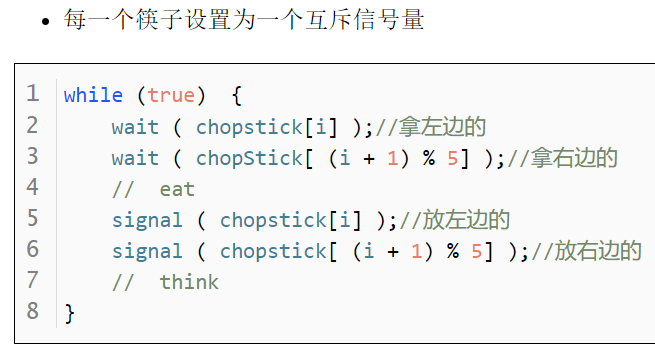 每一个筷子设置为一个互斥信号量
1 while (true)  {
2     wait ( chopstick[i] );//拿左边的
3     wait ( chopStick[ (i + 1) % 5] );//拿右边的
4     //  eat
5     signal ( chopstick[i] );//放左边的
6     signal ( chopstick[ (i + 1) % 5] );//放右边的
7     //  think
8 }